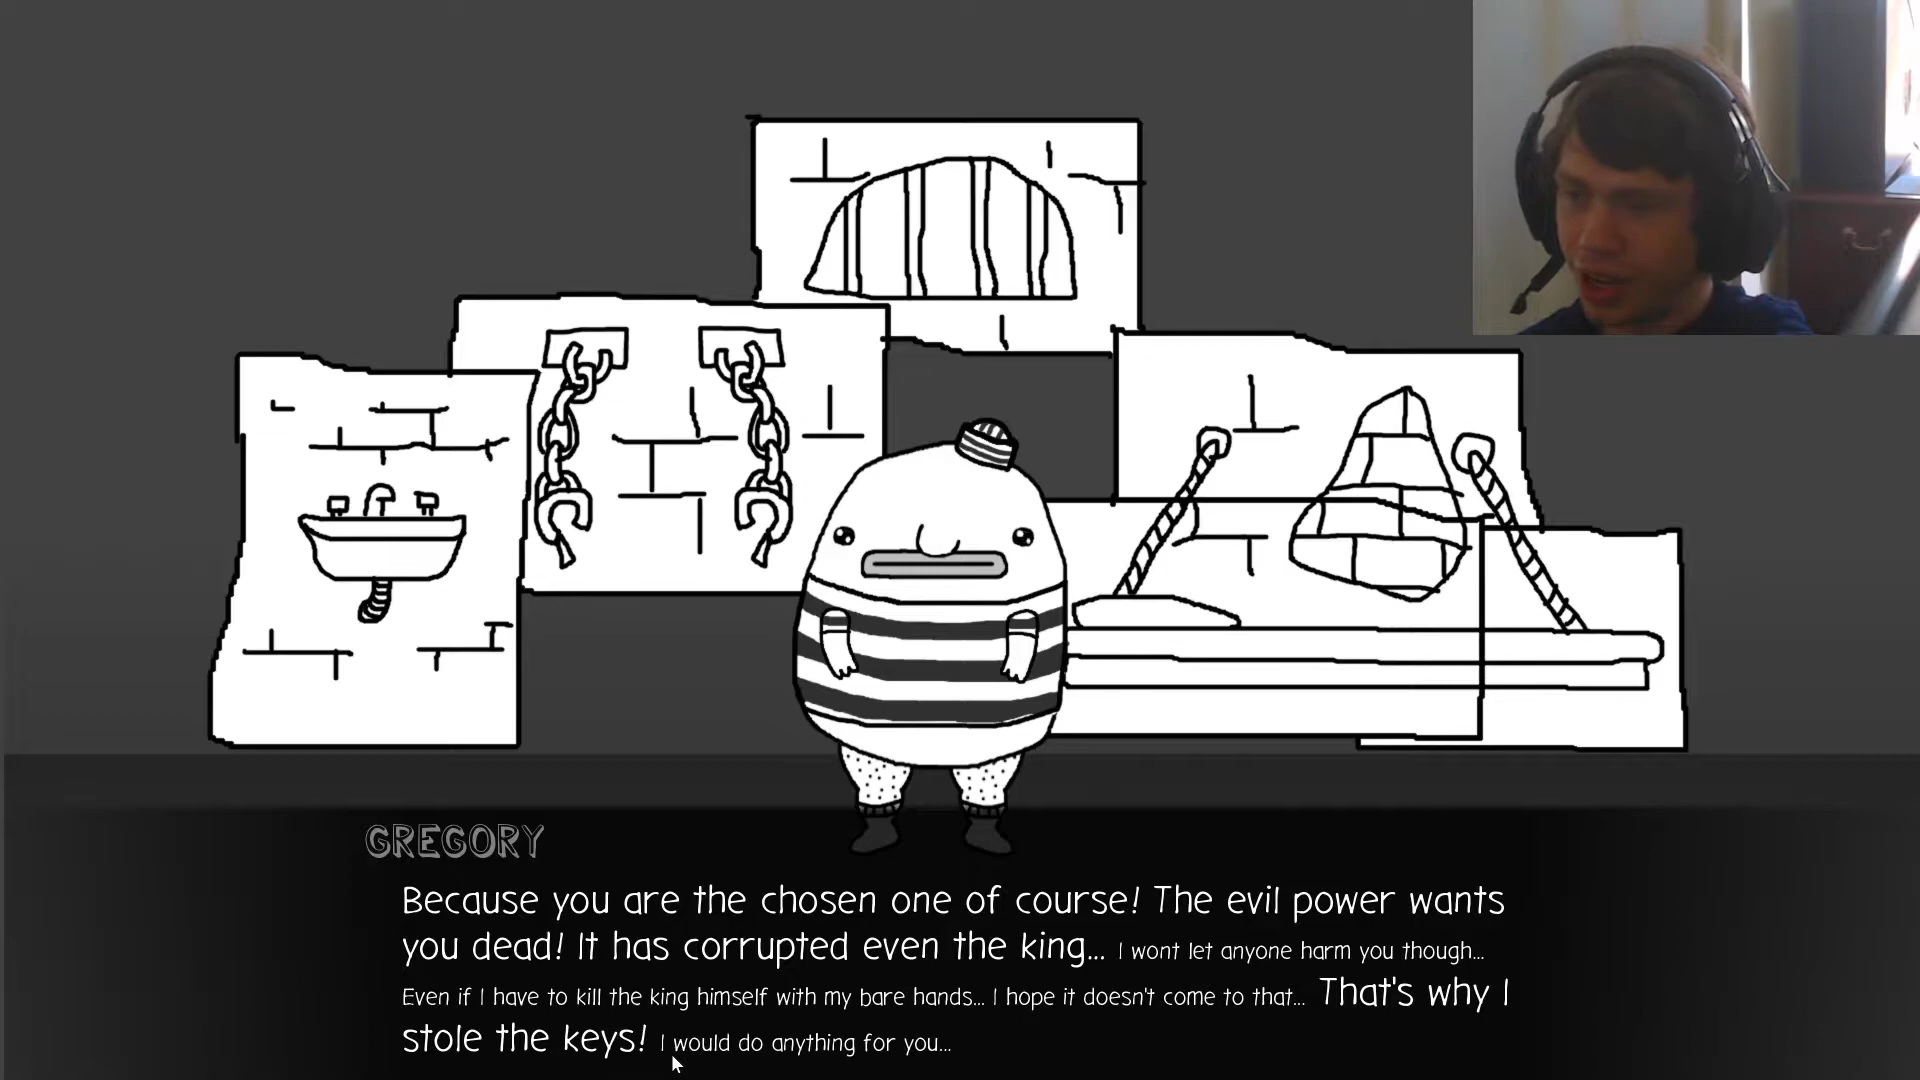 GREGORY
Because you are the chosen one of course! The evil power wants
you dead! It has corrupted even the king... I wont let anyone harm you though...
Even if I have to kill the king himself with my bare hands... I hope it doesn't come to that... That's why I
stole the keys! I would do anything for you...